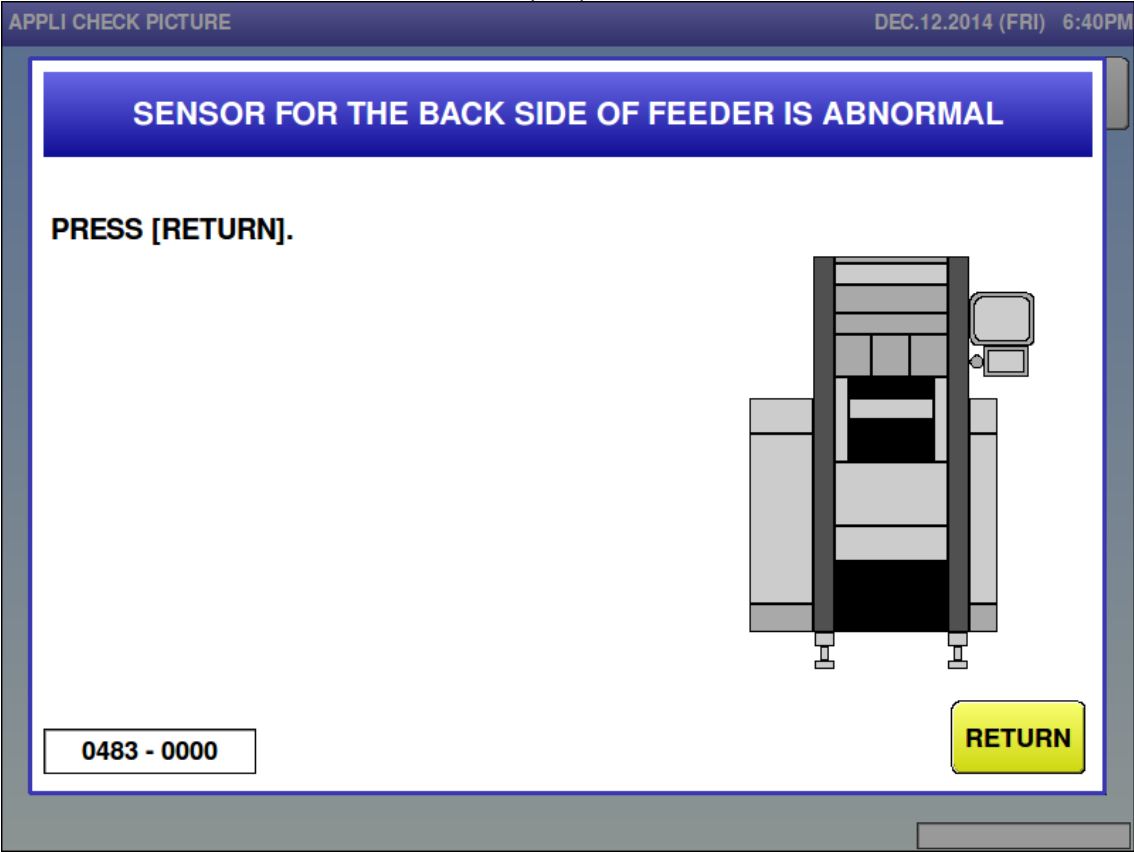 APPLI CHECK PICTURE DEC.12.2014 (FRI) 6:40PM
SENSOR FOR THE BACK SIDE OF FEEDER IS ABNORMAL
PRESS [RETURN].
RETURN
0483 - 0000